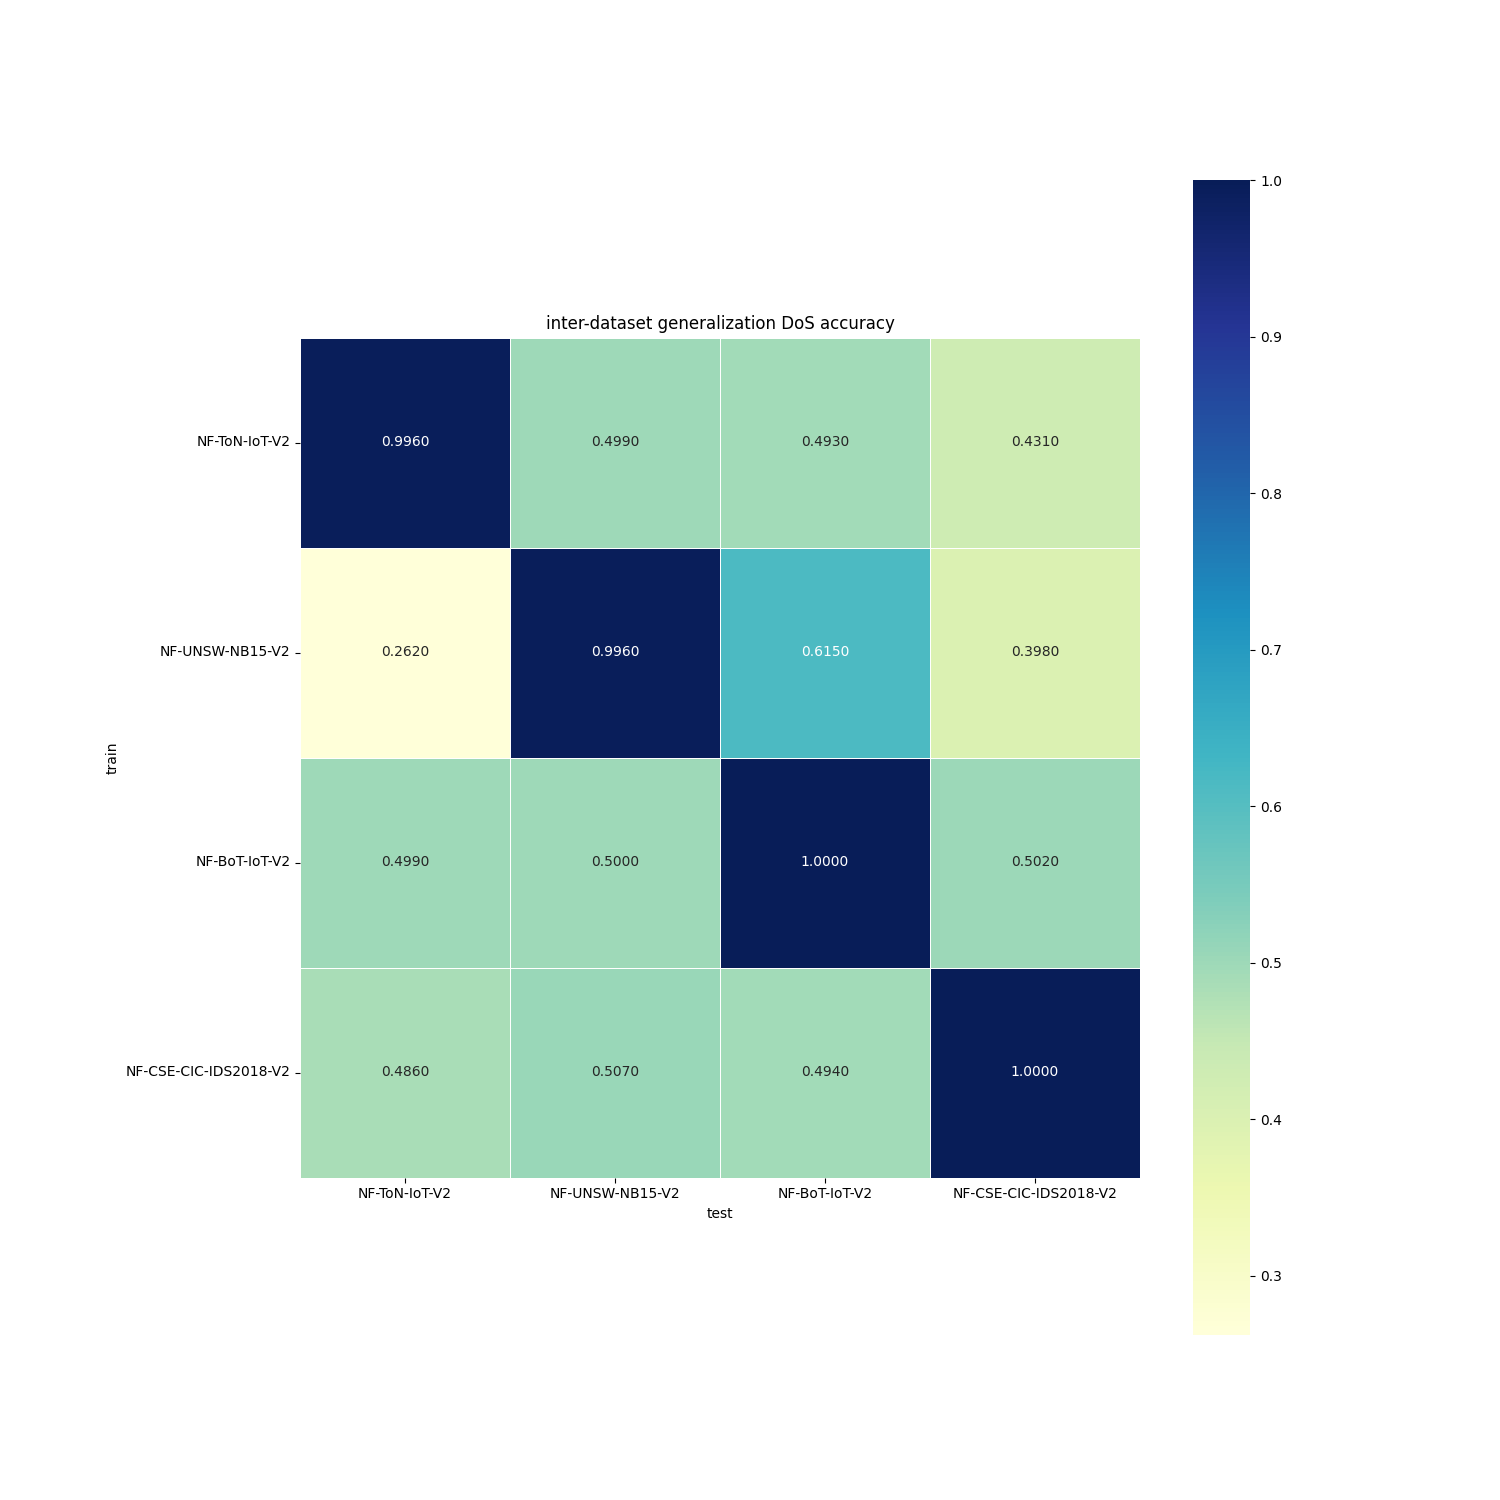 inter-dataset generalization DoS accuracy
train
NF-ToN-IoT-V2
0.9960
0.4990
0.4930
0.4310
NF-UNSW-NB15-V2
0.2620
0.9960
0.6150
0.3980
NF-BoT-IoT-V2
0.4990
0.5000
1.0000
0.5020
NF-CSE-CIC-IDS2018-V2
0.4860
0.5070
0.4940
1.0000
NF-ToN-IoT-V2
NF-UNSW-NB15-V2
NF-BoT-IoT-V2
NF-CSE-CIC-IDS2018-V2
test
1.0
0.9
0.8
0.7
0.6
0.5
0.4
0.3